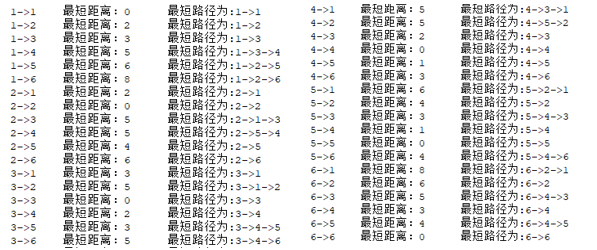 1->1 最短距离：0 最短路径为:1->1
1->2 最短距离：2 最短路径为:1->2
1->3 最短距离：3 最短路径为:1->3
1->4 最短距离：5 最短路径为:1->3->4
1->5 最短距离：6 最短路径为:1->2->5
1->6 最短距离：8 最短路径为:1->2->6
2->1 最短距离：2 最短路径为:2->1
2->2 最短距离：0 最短路径为:2->2
2->3 最短距离：5 最短路径为:2->1->3
2->4 最短距离：5 最短路径为:2->5->4
2->5 最短距离：4 最短路径为:2->5
2->6 最短距离：6 最短路径为:2->6
3->1 最短距离：3 最短路径为:3->1
3->2 最短距离：5 最短路径为:3->1->2
3->3 最短距离：0 最短路径为:3->3
3->4 最短距离：2 最短路径为:3->4
3->5 最短距离：3 最短路径为:3->4->5
3->6 最短距离：5 最短路径为:3->4->6
4->1 最短距离：5 最短路径为:4->3->1
4->2 最短距离：5 最短路径为:4->5->2
4->3 最短距离：2 最短路径为:4->3
4->4 最短距离：0 最短路径为:4->4
4->5 最短距离：1 最短路径为:4->5
4->6 最短距离：3 最短路径为:4->6
5->1 最短距离：6 最短路径为:5->2->1
5->2 最短距离：4 最短路径为:5->2
5->3 最短距离：3 最短路径为:5->4->3
5->4 最短距离：1 最短路径为:5->4
5->5 最短距离：0 最短路径为:5->5
5->6 最短距离：4 最短路径为:5->4->6
6->1 最短距离：8 最短路径为:6->2->1
6->2 最短距离：6 最短路径为:6->2
6->3 最短距离：5 最短路径为:6->4->3
6->4 最短距离：3 最短路径为:6->4
6->5 最短距离：4 最短路径为:6->4->5
6->6 最短距离：0 最短路径为:6->6